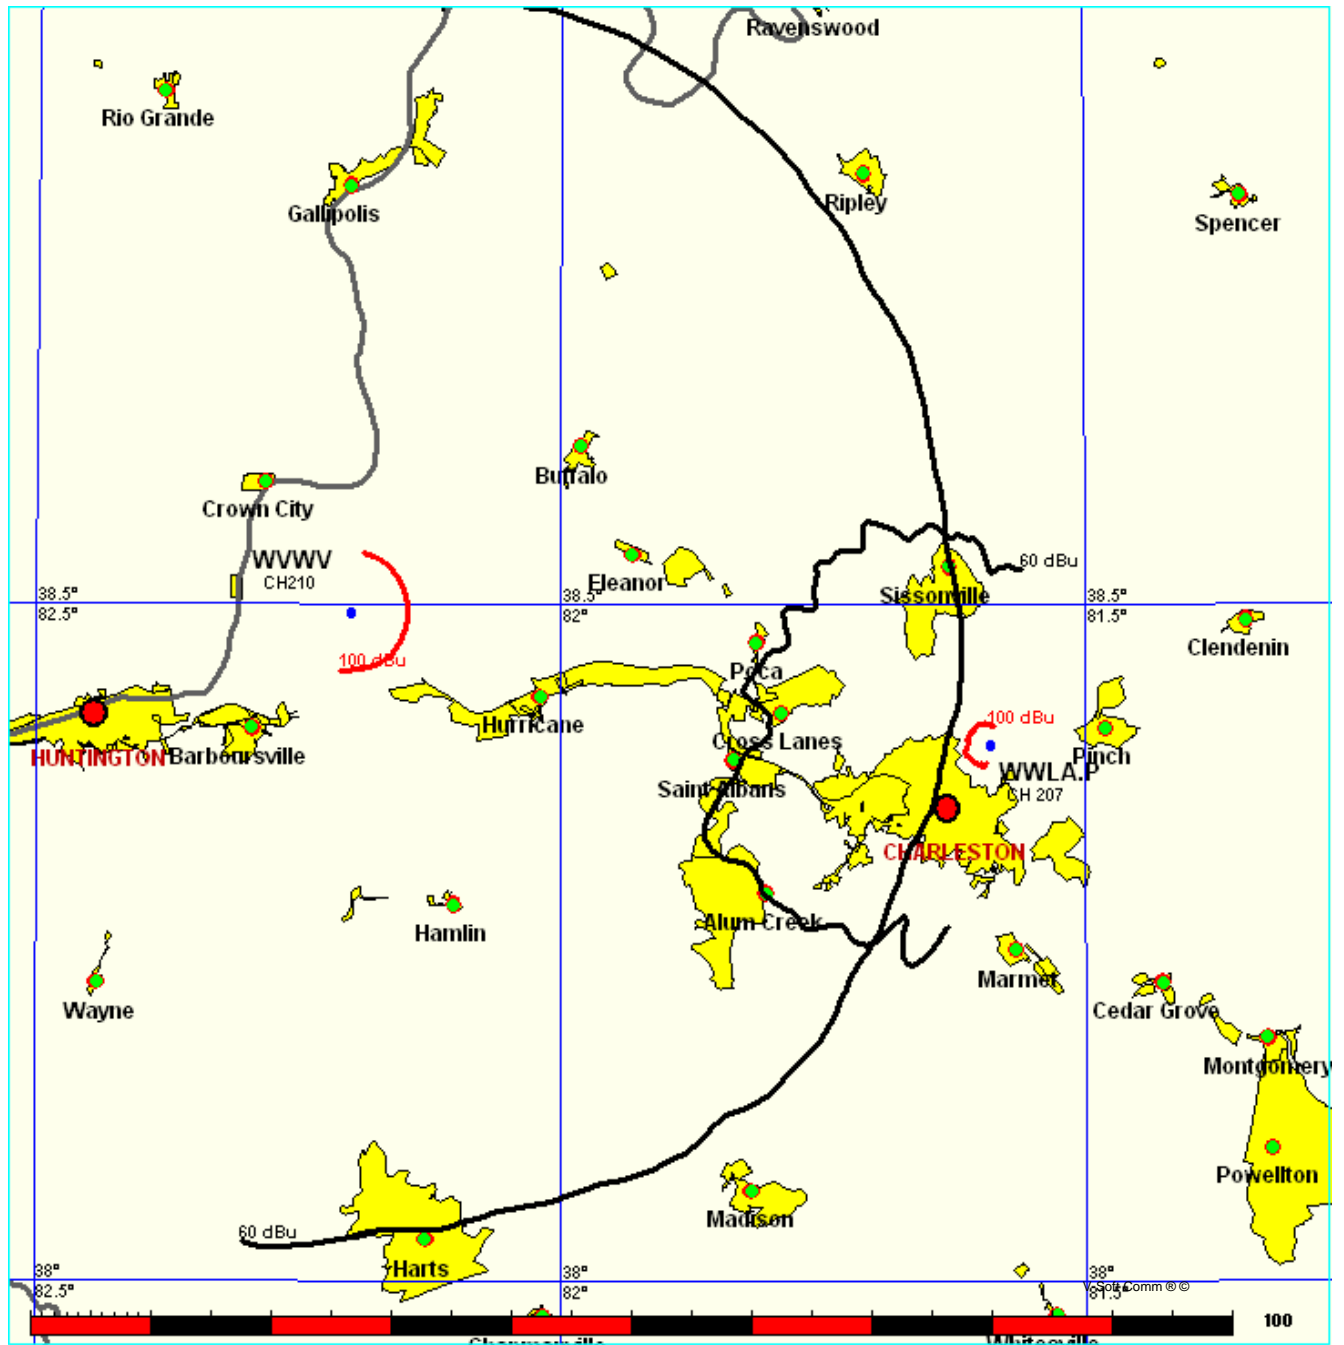 Ravenswood
Rio Grande
Gallipolis
Ripley
Spencer
Buffalo
Crown City
WVWV
CH210
60 dBu
Eleanor
Sissonville
38.5°
82.5°
38.5°
82°
38.5°
81.5°
Clendenin
100 dBu
Poca
Hurricane
100 dBu
Cross Lanes
Pinch
HUNTINGTON
Barboursville
WWLA.P
CH 207
Saint Albans
CHARLESTON
Alum Creek
Hamlin
Marmet
Wayne
Cedar Grove
Montgomery
Powellton
Madison
60 dBu
Harts
38°
82.5°
38°
82°
38°
81.5°
V-Soft Comm ® ©
100
Whitesville